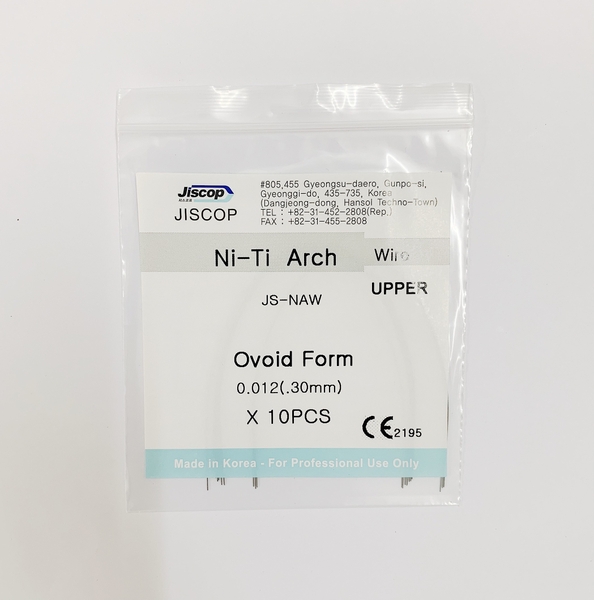 Jiscop
JISCOP
#805,455 Gyeongsu-daero, Gunpo-si,
Gyeonggi-do, 435-735, Korea
(Dangjeong-dong, Hansol Techno-Town)
TEL : +82-31-452-2808(Rep.)
FAX : +82-31-455-2808
Ni-Ti Arch Wire
UPPER
JS-NAW
Ovoid Form
0.012(.30mm)
X 10PCS
CE 2195
Made in Korea - For Professional Use Only